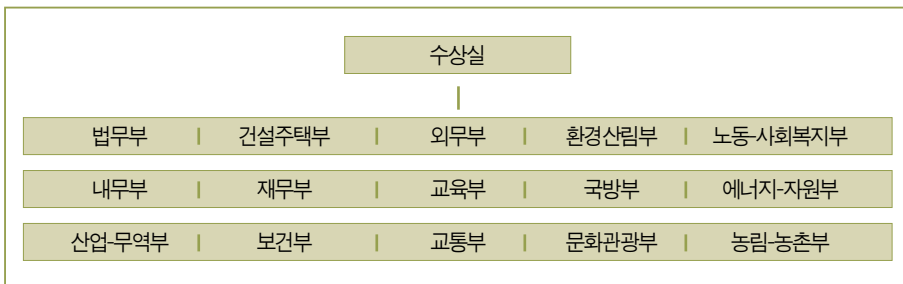 수상실
법무부 건설주택부 외무부 환경산림부 노동-사회복지부
내무부 재무부 교육부 국방부 에너지-자원부
산업-무역부 보건부 교통부 문화관광부 농림-농촌부